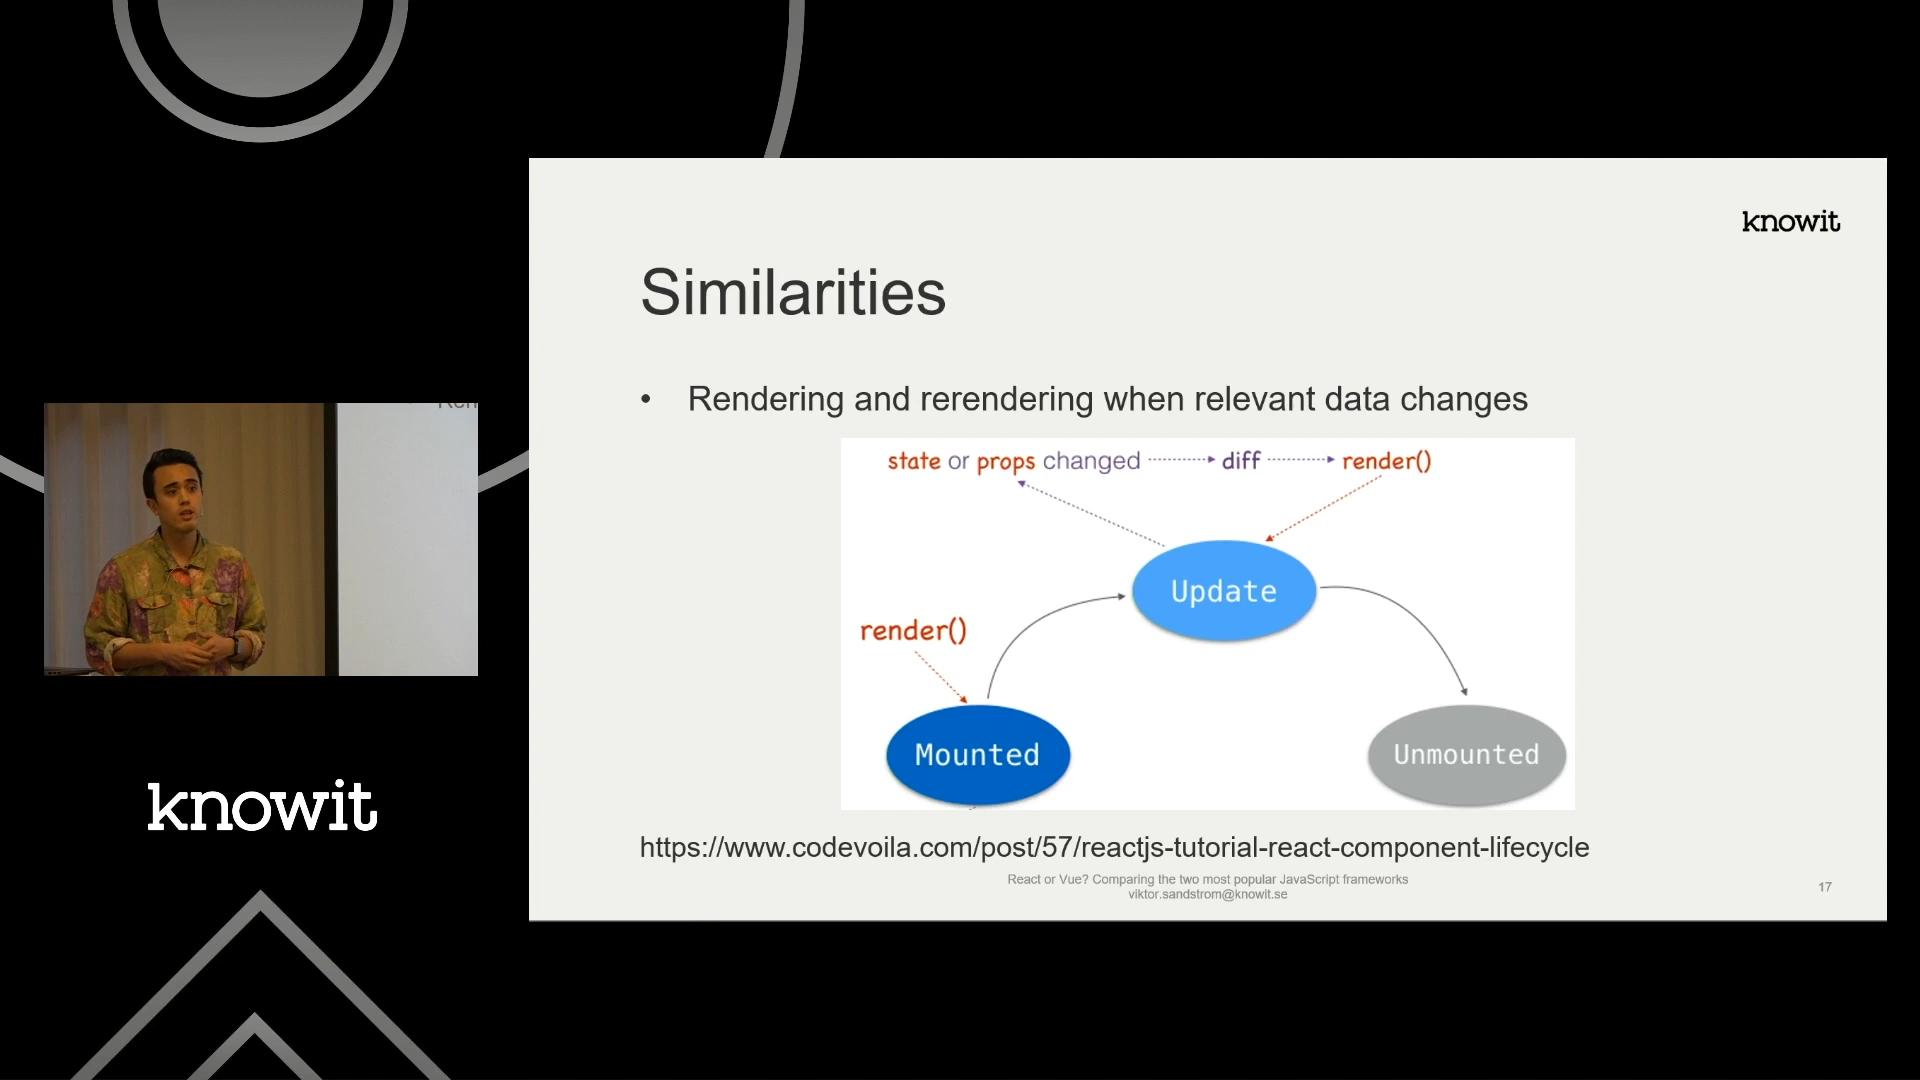 knowit
Similarities
• Rendering and rerendering when relevant data changes
state or props changed diff render()
Update
render()
Mounted
Unmounted
https://www.codevoila.com/post/57/reactjs-tutorial-react-component-lifecycle
React or Vue? Comparing the two most popular JavaScript frameworks
viktor.sandstrom@knowit.se
17
knowit